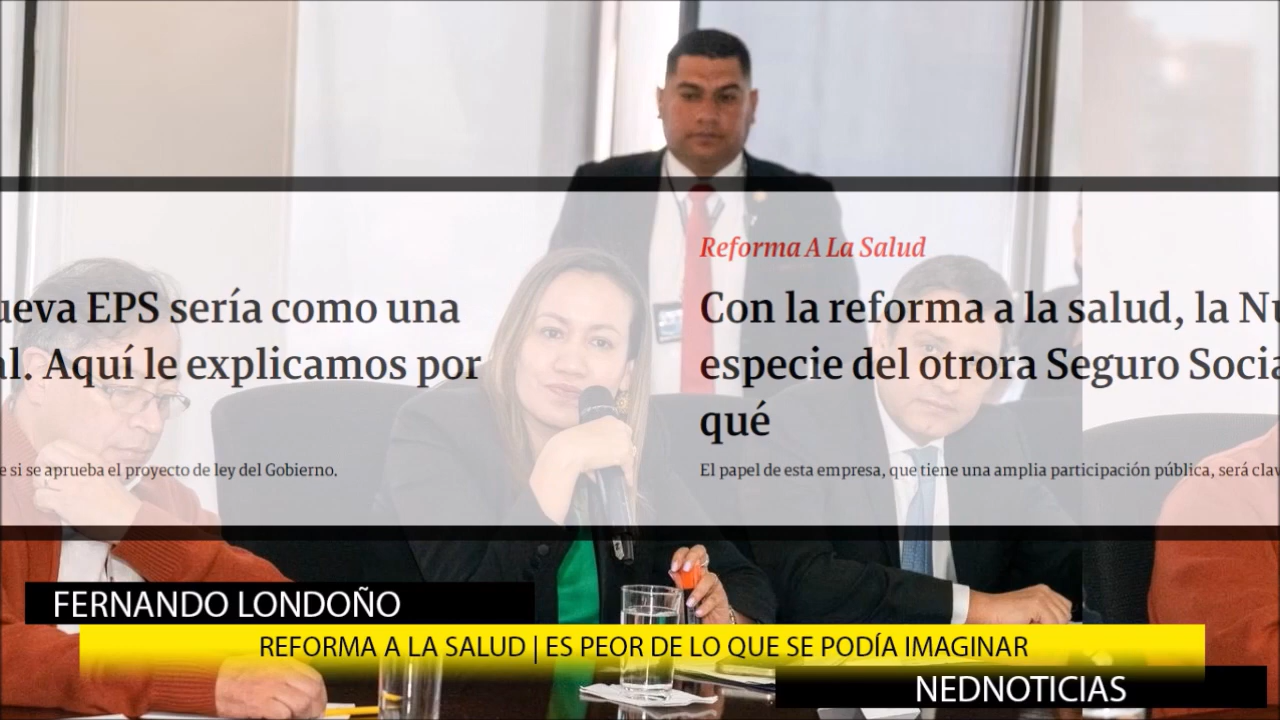 ueva EPS sería como una
al. Aquí le explicamos por
e si se aprueba el proyecto de ley del Gobierno.
Reforma A La Salud
Con la reforma a la salud, la Nu
especie del otrora Seguro Socia
qué
El papel de esta empresa, que tiene una amplia participación pública, será clav
FERNANDO LONDOÑO
REFORMA A LA SALUD | ES PEOR DE LO QUE SE PODÍA IMAGINAR
NEDNOTICIAS